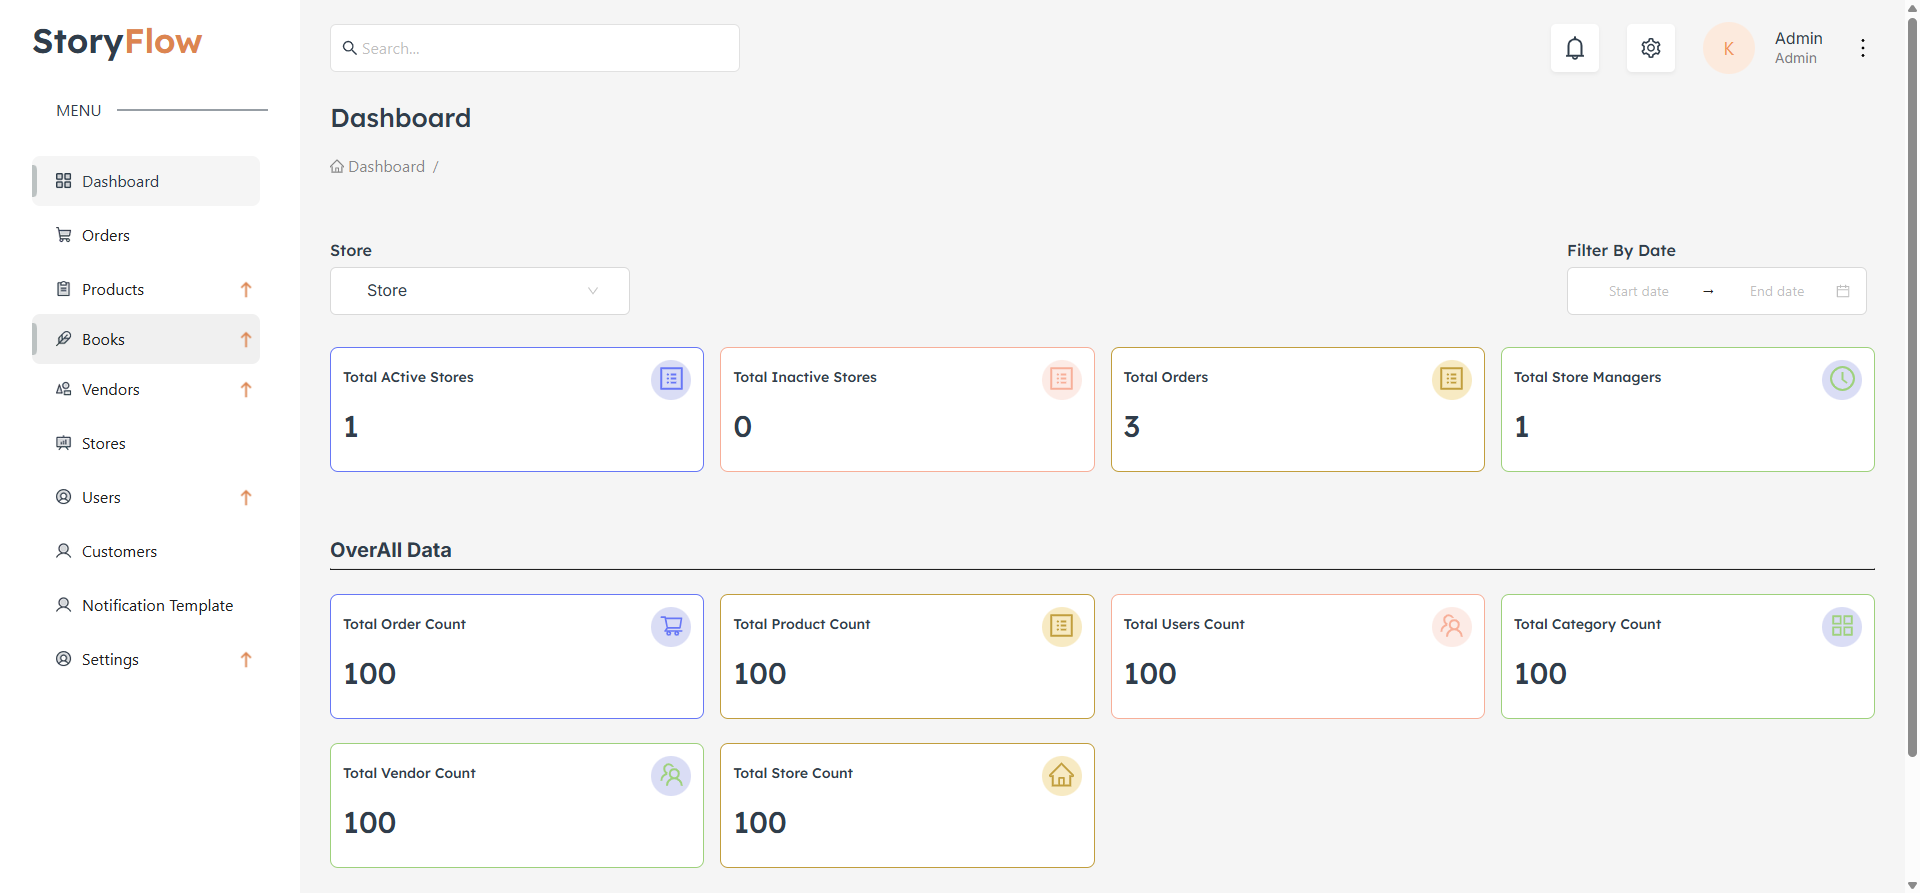 StoryFlow
MENU
Dashboard
Orders
Products
Books
Vendors
Stores
Users
Customers
Notification Template
Settings
Search...
K
Admin
Admin
Dashboard
Dashboard /
Store
Store
Filter By Date
Start date → End date
Total ACtive Stores
1
Total Inactive Stores
0
Total Orders
3
Total Store Managers
1
OverAll Data
Total Order Count
100
Total Product Count
100
Total Users Count
100
Total Category Count
100
Total Vendor Count
100
Total Store Count
100